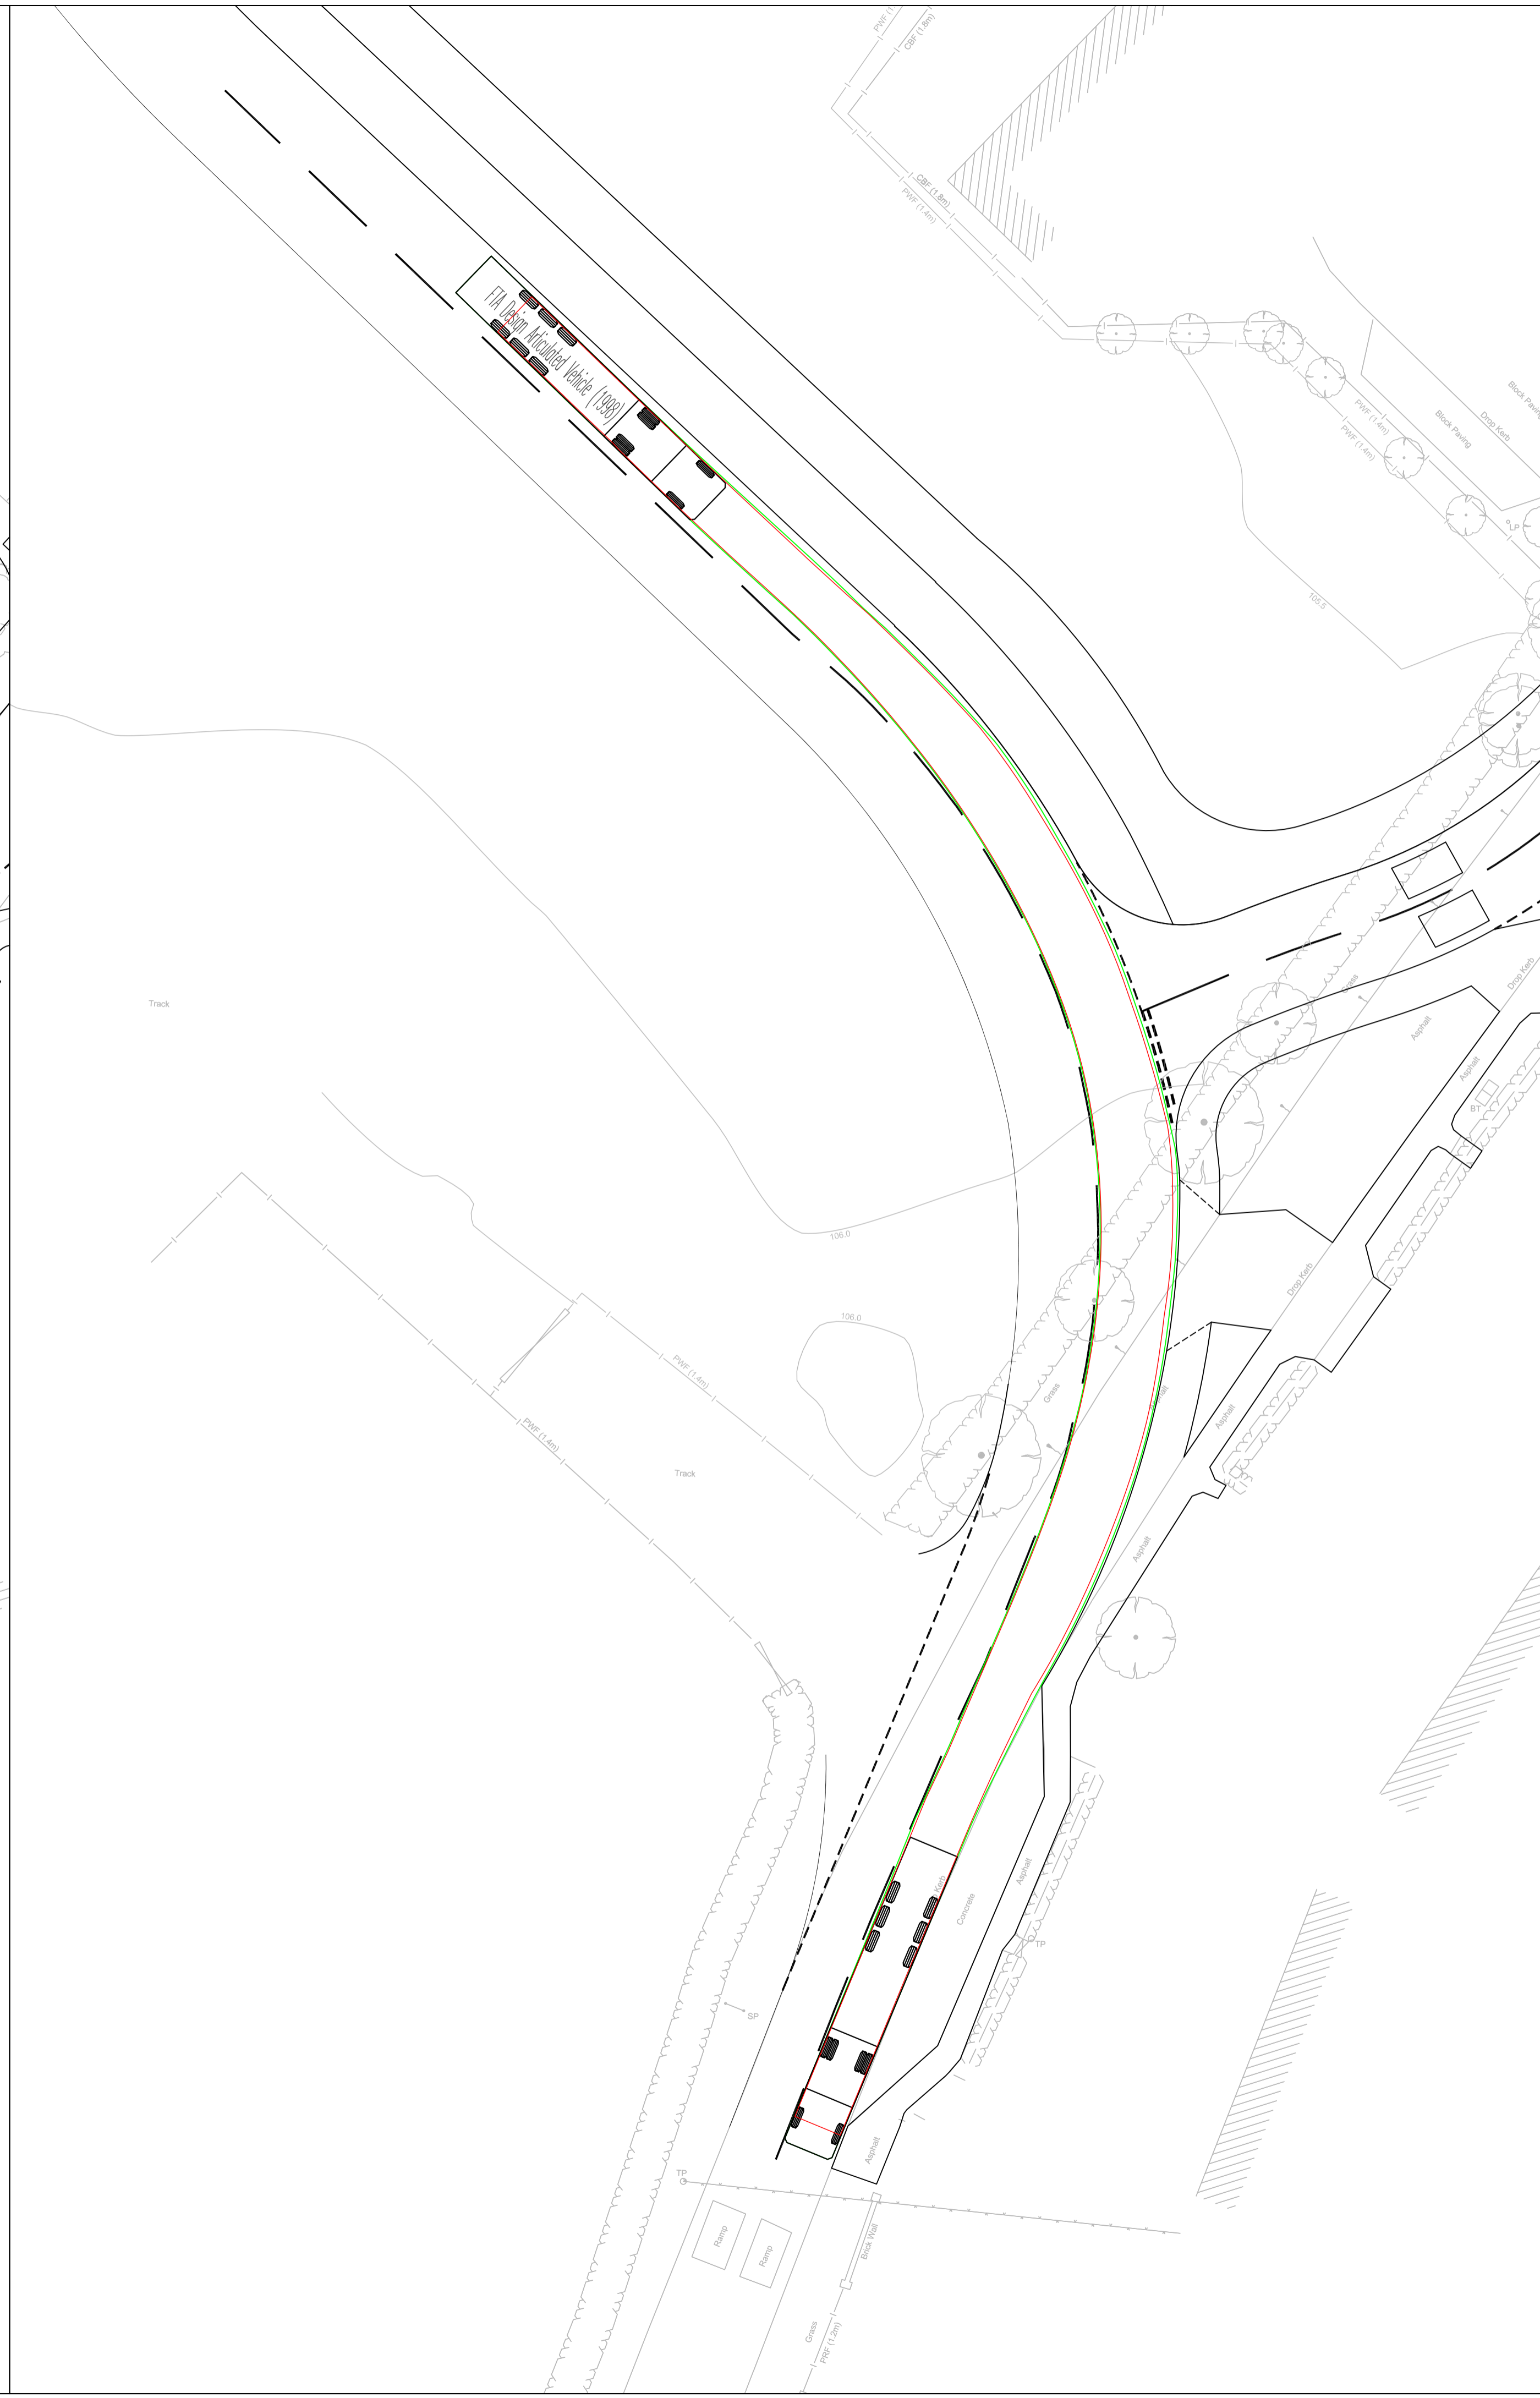 PWF (1
CBF (1.8m)
CBF (1.8m)
PWF (1.4m)
FTA Design Articulated Vehicle (1998)
PWF (1.4m)
PWF (1.4m)
Block Paving
Drop Kerb
Block Paving
LP
105.5
Track
Grass
Drop Kerb
Asphalt
Asphalt
BT
106.0
Drop Kerb
106.0
PWF (1.4m)
Grass
Asphalt
PWF (1.4m)
Track
Asphalt
Kerb
Concrete
Asphalt
TP
SP
Asphalt
TP
Ramp
Ramp
Brick Wall
Grass
PRF (1.2m)